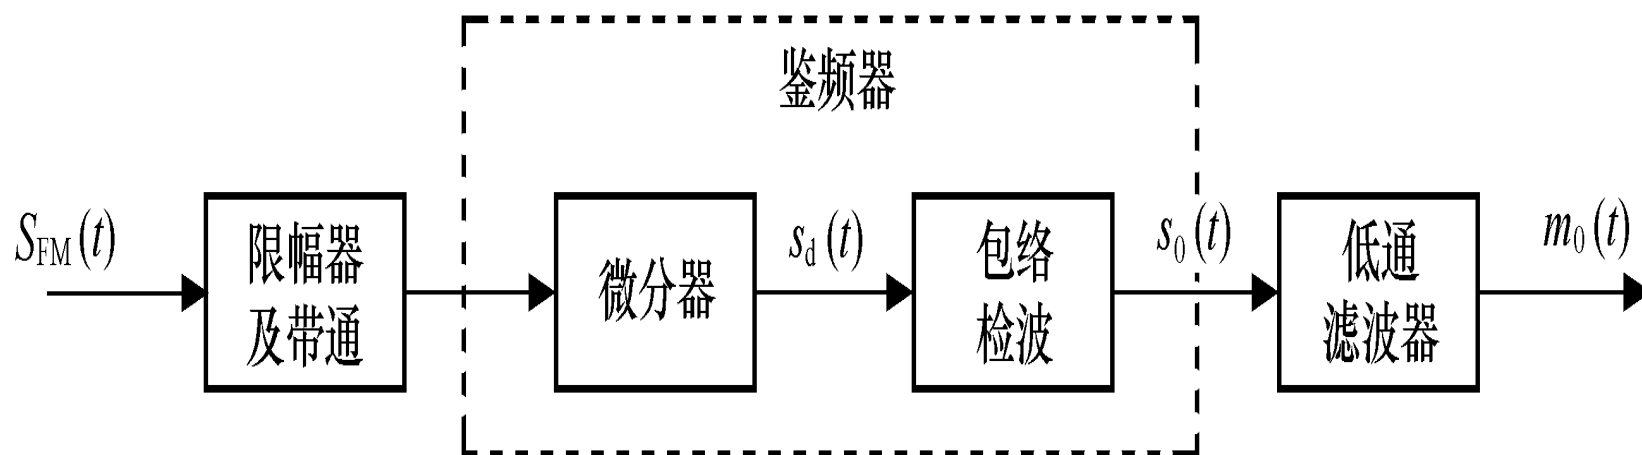 鉴频器
S_FM(t)
限幅器
及带通
微分器
s_d(t)
包络
检波
s_0(t)
低通
滤波器
m_0(t)